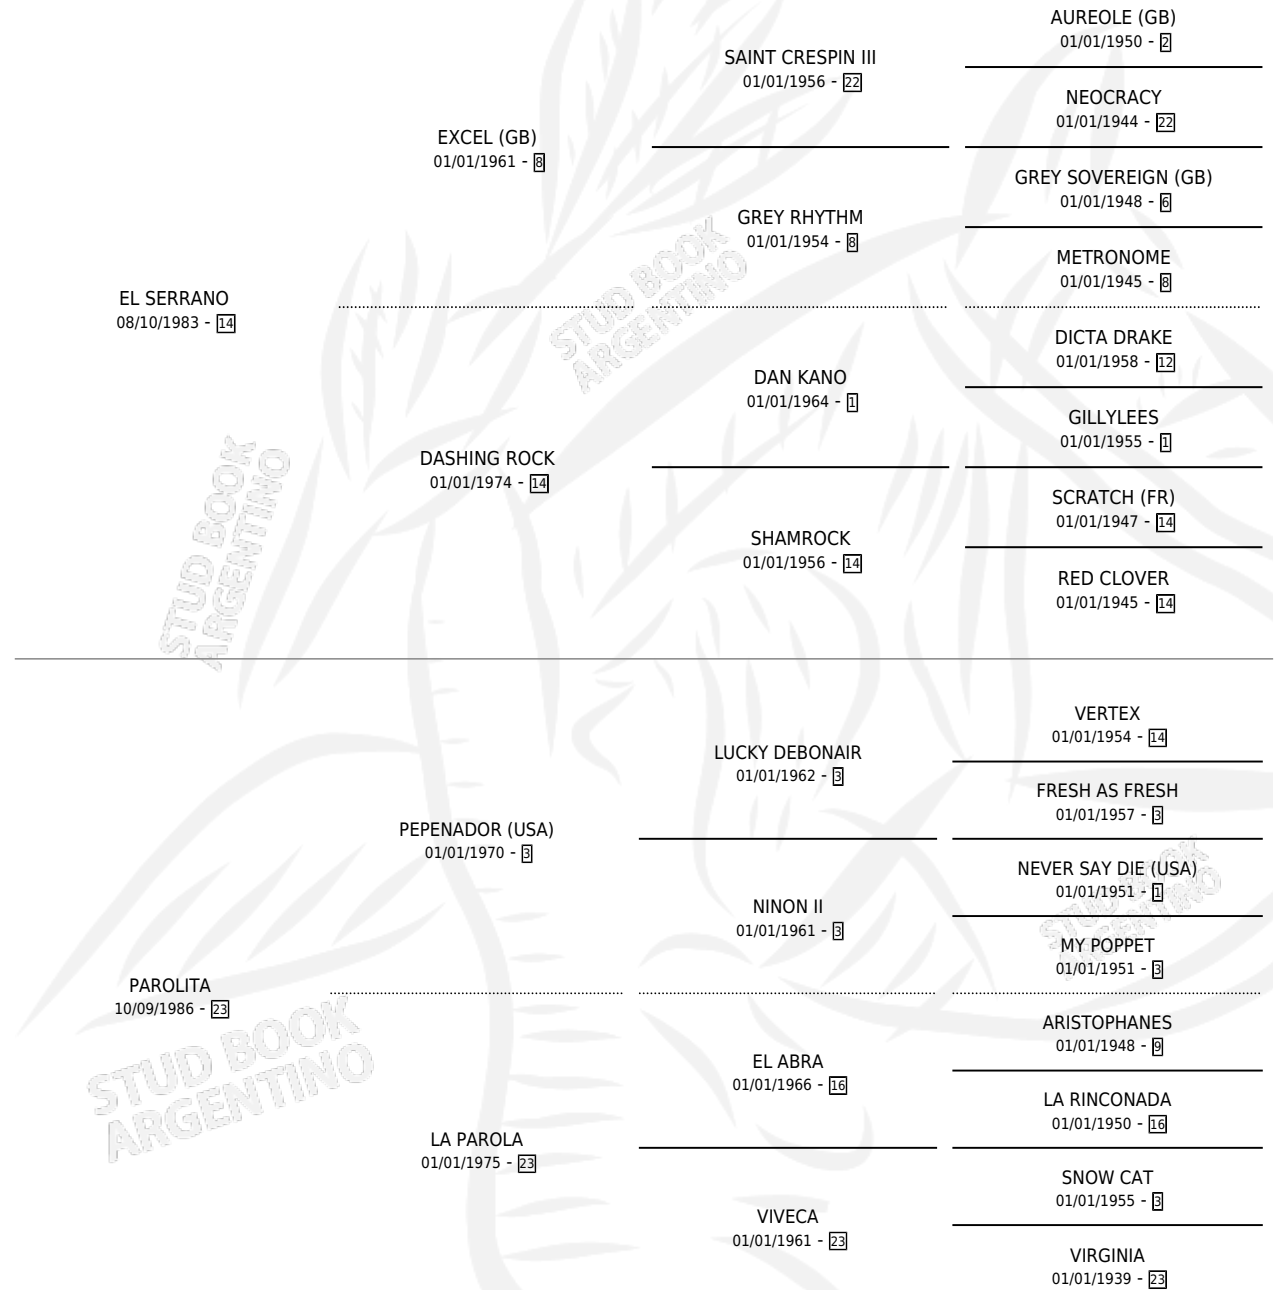 AUREOLE (GB)
01/01/1950 - 2
SAINT CRESPIN III
01/01/1956 - 22
NEOCRACY
01/01/1944 - 22
EXCEL (GB)
01/01/1961 - 8
GREY SOVEREIGN (GB)
01/01/1948 - 6
GREY RHYTHM
01/01/1954 - 8
METRONOME
01/01/1945 - 8
EL SERRANO
08/10/1983 - 14
STUD BOOK
ARGENTINO
DICTA DRAKE
01/01/1958 - 12
DAN KANO
01/01/1964 - 1
GILLYLEES
01/01/1955 - 1
DASHING ROCK
01/01/1974 - 14
SCRATCH (FR)
01/01/1947 - 14
SHAMROCK
01/01/1956 - 14
RED CLOVER
01/01/1945 - 14
STUD BOOK
ARGENTINO
VERTEX
01/01/1954 - 14
LUCKY DEBONAIR
01/01/1962 - 3
FRESH AS FRESH
01/01/1957 - 3
PEPENADOR (USA)
01/01/1970 - 3
NEVER SAY DIE (USA)
01/01/1951 - 1
NINON II
01/01/1961 - 3
STUD BOOK
ARGENTINO
MY POPPET
01/01/1951 - 3
PAROLITA
10/09/1986 - 23
STUD BOOK
ARGENTINO
ARISTOPHANES
01/01/1948 - 9
EL ABRA
01/01/1966 - 16
LA RINCONADA
01/01/1950 - 16
LA PAROLA
01/01/1975 - 23
SNOW CAT
01/01/1955 - 3
VIVECA
01/01/1961 - 23
VIRGINIA
01/01/1939 - 23